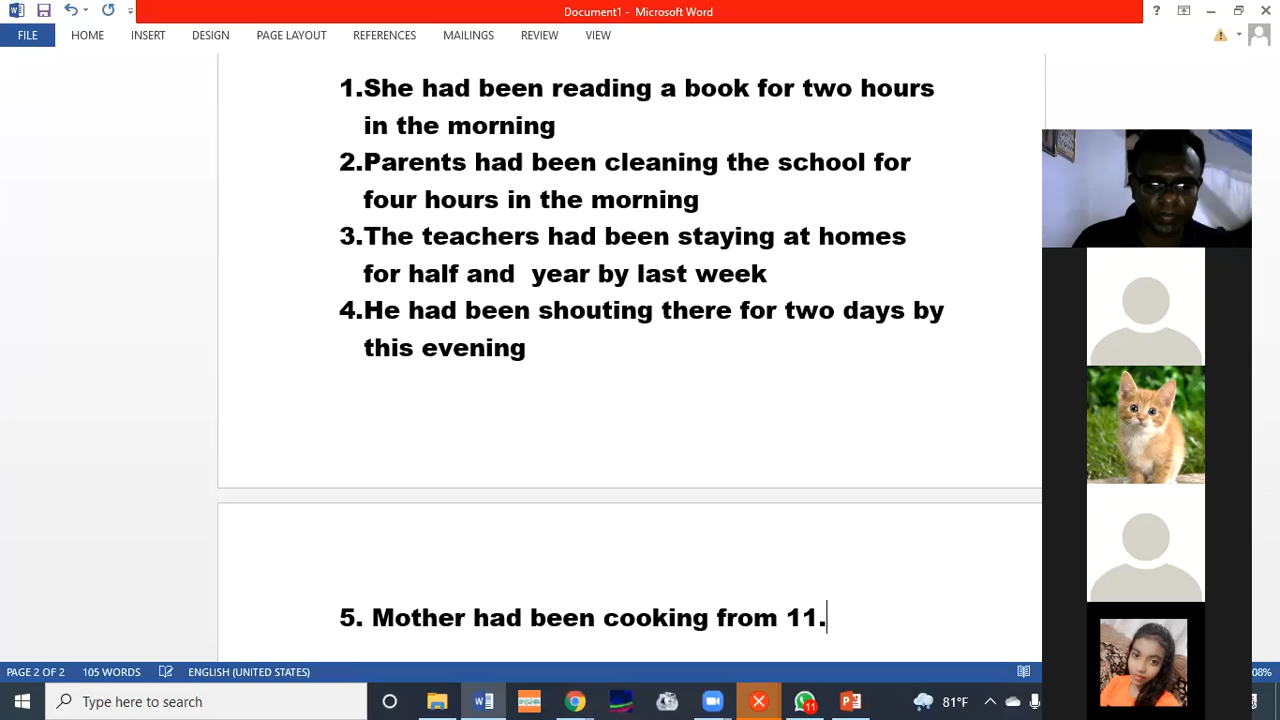 Document1 - Microsoft Word
?
FILE HOME INSERT DESIGN PAGE LAYOUT REFERENCES MAILINGS REVIEW VIEW
1.She had been reading a book for two hours
in the morning
2.Parents had been cleaning the school for
four hours in the morning
3.The teachers had been staying at homes
for half and  year by last week
4.He had been shouting there for two days by
this evening
5. Mother had been cooking from 11.
PAGE 2 OF 2 105 WORDS ENGLISH (UNITED STATES) 08%
Type here to search 11 81°F